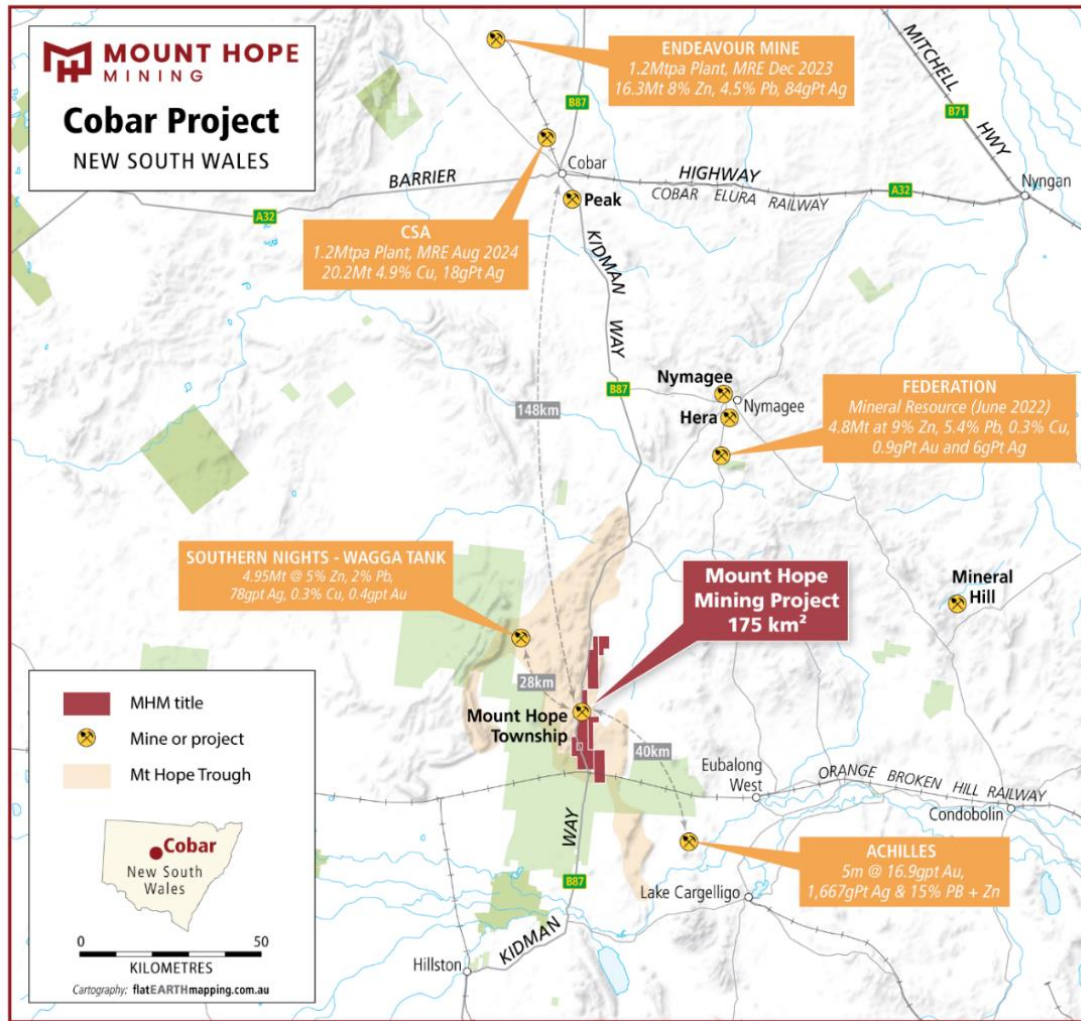 MOUNT HOPE
MINING
Cobar Project
NEW SOUTH WALES
ENDEAVOUR MINE
1.2Mtpa Plant, MRE Dec 2023
16.3Mt 8% Zn, 4.5% Pb, 84gPt Ag
MITCHELL
HWY
B71
B87
Cobar
BARRIER
HIGHWAY
COBAR ELURA RAILWAY
A32
A32
Nyngan
Peak
CSA
1.2Mtpa Plant, MRE Aug 2024
20.2Mt 4.9% Cu, 18gPt Ag
KIDMAN
WAY
B87
148km
Nymagee
Nymagee
Hera
FEDERATION
Mineral Resource (June 2022)
4.8Mt at 9% Zn, 5.4% Pb, 0.3% Cu,
0.9gPt Au and 6gPt Ag
SOUTHERN NIGHTS - WAGGA TANK
4.95Mt @ 5% Zn, 2% Pb,
78gpt Ag, 0.3% Cu, 0.4gpt Au
Mount Hope
Mining Project
175 km²
Mineral
Hill
28km
Mount Hope
Township
40km
Eubalong
West
ORANGE BROKEN HILL RAILWAY
Condobolin
WAY
B87
KIDMAN
ACHILLES
5m @ 16.9gpt Au,
1,667gPt Ag & 15% PB + Zn
Lake Cargelligo
Hillston
MHM title
Mine or project
Mt Hope Trough
Cobar
New South
Wales
0
50
KILOMETRES
Cartography: flatEARTHmapping.com.au